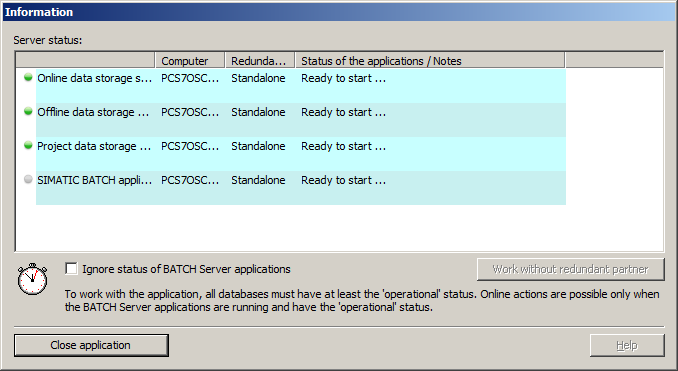 Information
Server status:
Computer Redunda... Status of the applications / Notes
Online data storage s... PCS7OSC... Standalone Ready to start ...
Offline data storage ... PCS7OSC... Standalone Ready to start ...
Project data storage ... PCS7OSC... Standalone Ready to start ...
SIMATIC BATCH appli... PCS7OSC... Standalone Ready to start ...
Ignore status of BATCH Server applications Work without redundant partner
To work with the application, all databases must have at least the 'operational' status. Online actions are possible only when
the BATCH Server applications are running and have the 'operational' status.
Close application Help